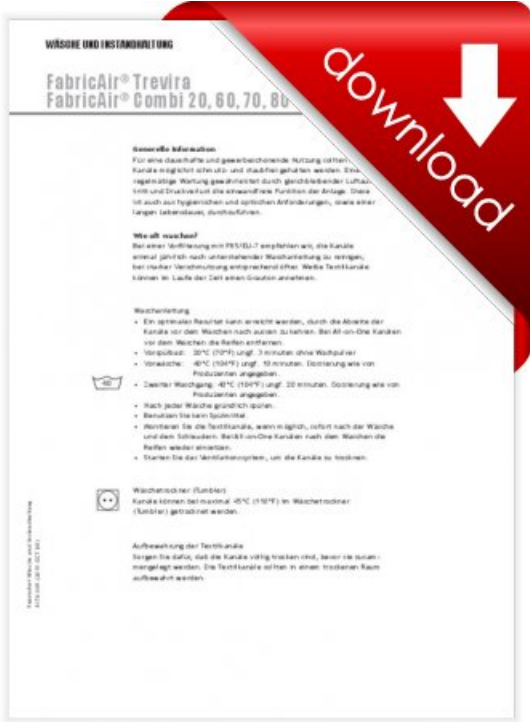 WÄSCHE UND INSTANDHALTUNG
download
FabricAir® Trevira
FabricAir® Combi 20, 60, 70, 80
Generelle Information
Für eine dauerhafte und gewerbeschonende Nutzung sollten
Kanäle möglichst schmutz- und staubfrei gehalten werden. Eine
regelmäßige Wartung gewährleistet durch gleichbleibender Luftaus
tritt und Druckverlust die einwandfreie Funktion der Anlage. Diese
ist auch aus hygienischen und optischen Anforderungen, sowie einer
langen Lebensdauer, durchzuführen.
Wie oft waschen?
Bei einer Vorfilterung mit F85/EU-7 empfehlen wir, die Kanäle
einmal jährlich nach untenstehender Waschanleitung zu reinigen,
bei starker Verschmutzung entsprechend öfter. Weiße Textilkanäle
können im Laufe der Zeit einen Grauton annehmen.
Waschanleitung
• Ein optimaler Resultat kann erreicht werden, durch die Abseite der
Kanäle vor dem Waschen nach aussen zu kehren. Bei All-on-One Kanälen
vor dem Waschen die Reifen entfernen.
• Vorspülbad: 20°C (70°F) ungf. 3 minuten ohne Waschpulver
• Vorwäsche: 40°C (104°F) ungf. 10 minuten. Dosierung wie von
Produzenten angegeben.
40
• Zweiter Waschgang: 40°C (104°F) ungf. 20 minuten. Dosierung wie von
Produzenten angegeben.
• Nach jeder Wäsche gründlich spülen.
• Benutzen Sie kein Spülmittel.
• Montieren Sie die Textilkanäle, wenn möglich, sofort nach der Wäsche
und dem Schleudern. Bei All-on-One Kanälen nach dem Waschen die
Reifen wieder einsetzen.
• Starten Sie das Ventilationssystem, um die Kanäle zu trocknen.
Wäschetrockner (Tumbler)
Kanäle können bei maximal 45°C (110°F) im Wäschetrockner
(Tumbler) getrocknet werden.
Aufbewahrung der Textilkanäle
Sorgen Sie dafür, daß die Kanäle völlig trocken sind, bevor sie zusam-
mengelegt werden. Die Textilkanäle sollten in einem trockenen Raum
aufbewahrt werden.